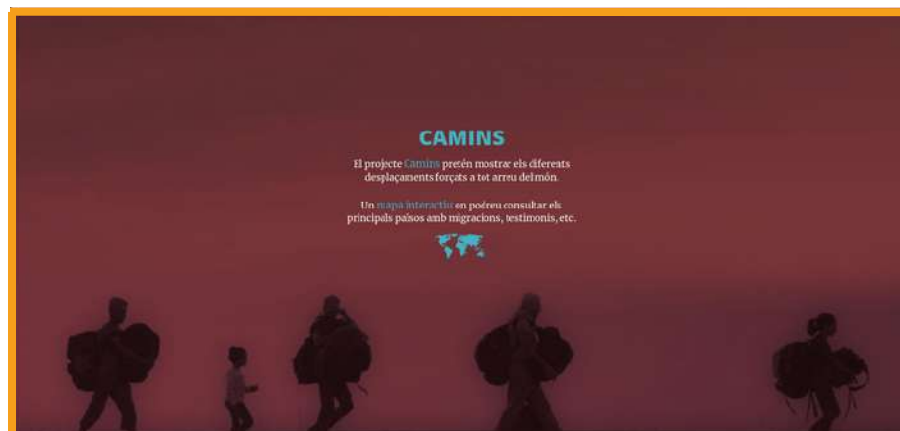 CAMINS
El projecte Camins pretén mostrar els diferents
desplaçaments forçats a tot arreu del món.
Un mapa interactiu en podreu consultar els
principals països amb migracions, testimonis, etc.